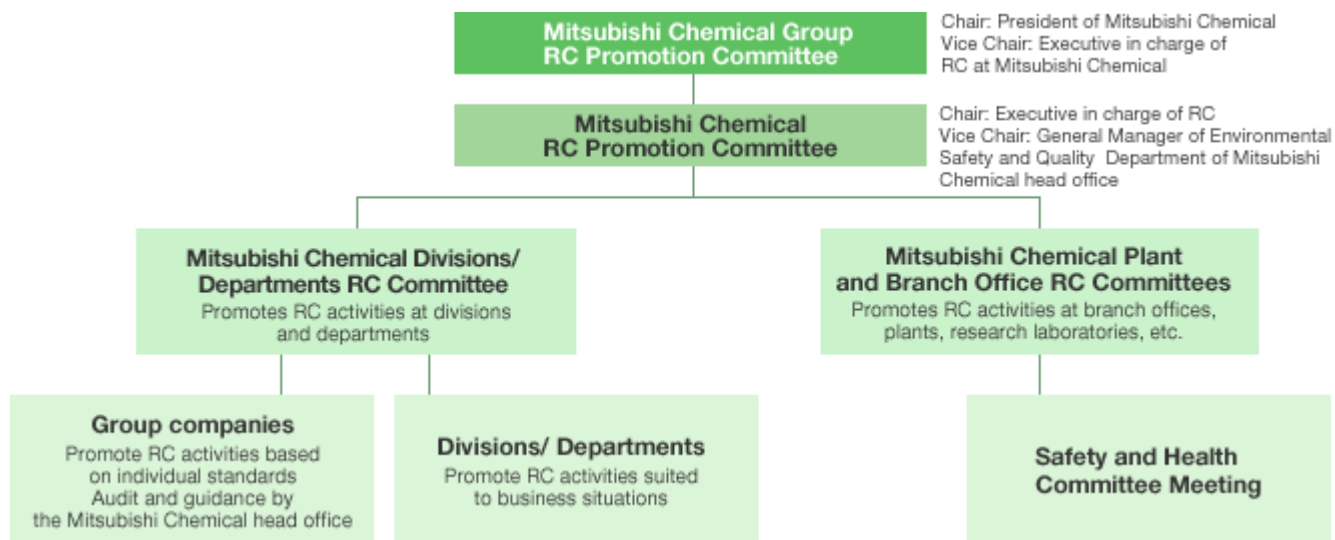 Mitsubishi Chemical Group
RC Promotion Committee
Chair: President of Mitsubishi Chemical
Vice Chair: Executive in charge of
RC at Mitsubishi Chemical
Mitsubishi Chemical
RC Promotion Committee
Chair: Executive in charge of RC
Vice Chair: General Manager of Environmental
Safety and Quality Department of Mitsubishi
Chemical head office
Mitsubishi Chemical Divisions/
Departments RC Committee
Promotes RC activities at divisions
and departments
Mitsubishi Chemical Plant
and Branch Office RC Committees
Promotes RC activities at branch offices,
plants, research laboratories, etc.
Group companies
Promote RC activities based
on individual standards
Audit and guidance by
the Mitsubishi Chemical head office
Divisions/ Departments
Promote RC activities suited
to business situations
Safety and Health
Committee Meeting